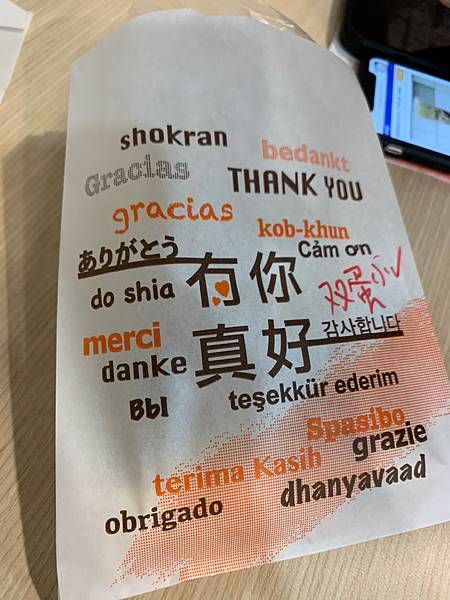 shokran
bedankt
Gracias
THANK YOU
gracias
kob-khun
ありがとう
Cảm ơn
有你
do shia
双蛋小✓
merci
真好
감사합니다
danke
Bbl
teşekkür ederim
Spasibo
grazie
terima Kasih
dhanyavaad
obrigado